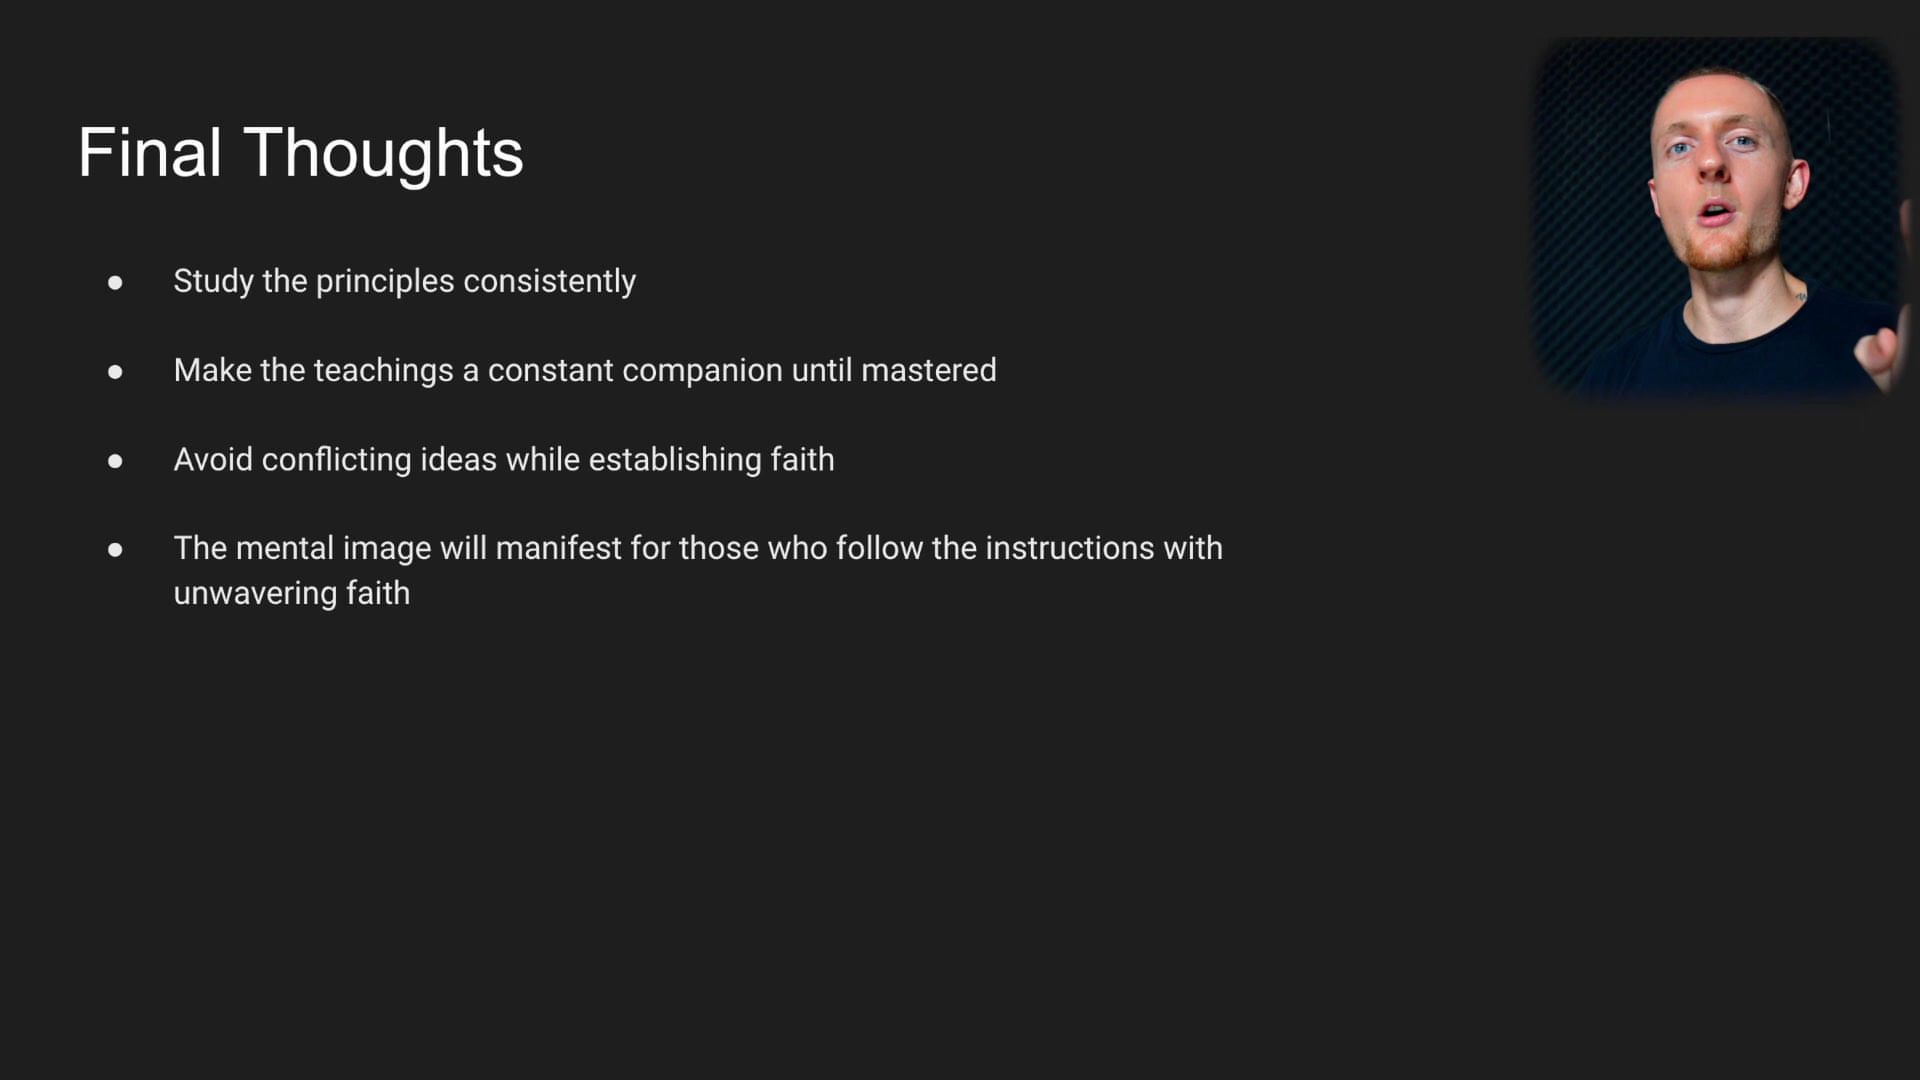 Final Thoughts
● Study the principles consistently
● Make the teachings a constant companion until mastered
● Avoid conflicting ideas while establishing faith
● The mental image will manifest for those who follow the instructions with
unwavering faith